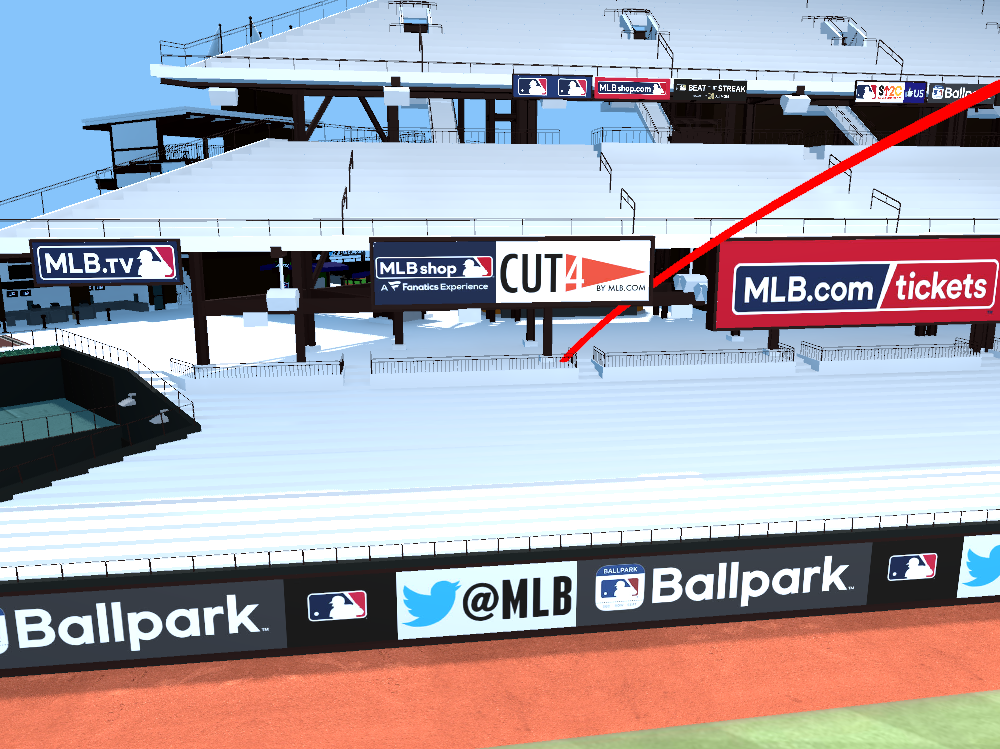 MLBshop.com
BEAT THE STREAK
MLB.TV
MLB shop
A Fanatics Experience
CUT4
BY MLB.COM
MLB.com/tickets
Ballpark
@MLB
BALLPARK
Ballpark